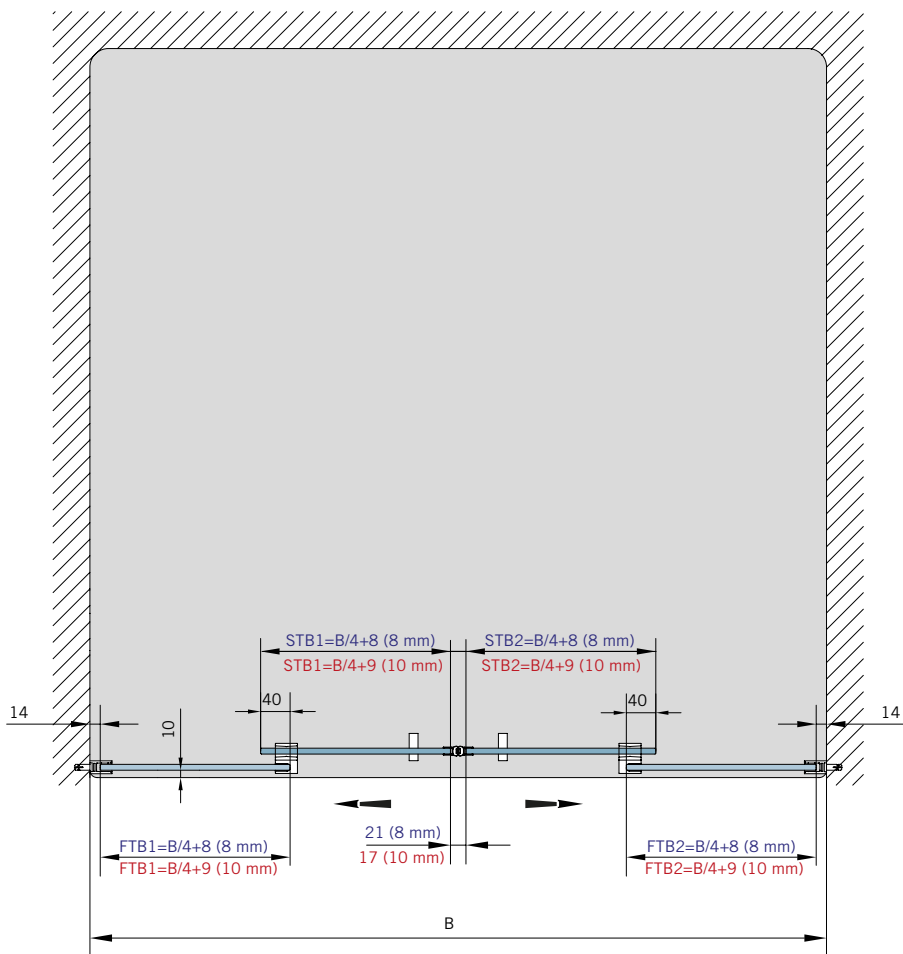 STB1=B/4+8 (8 mm)
STB2=B/4+8 (8 mm)
STB1=B/4+9 (10 mm)
STB2=B/4+9 (10 mm)
40
40
14
10
14
21 (8 mm)
17 (10 mm)
FTB1=B/4+8 (8 mm)
FTB2=B/4+8 (8 mm)
FTB1=B/4+9 (10 mm)
FTB2=B/4+9 (10 mm)
B